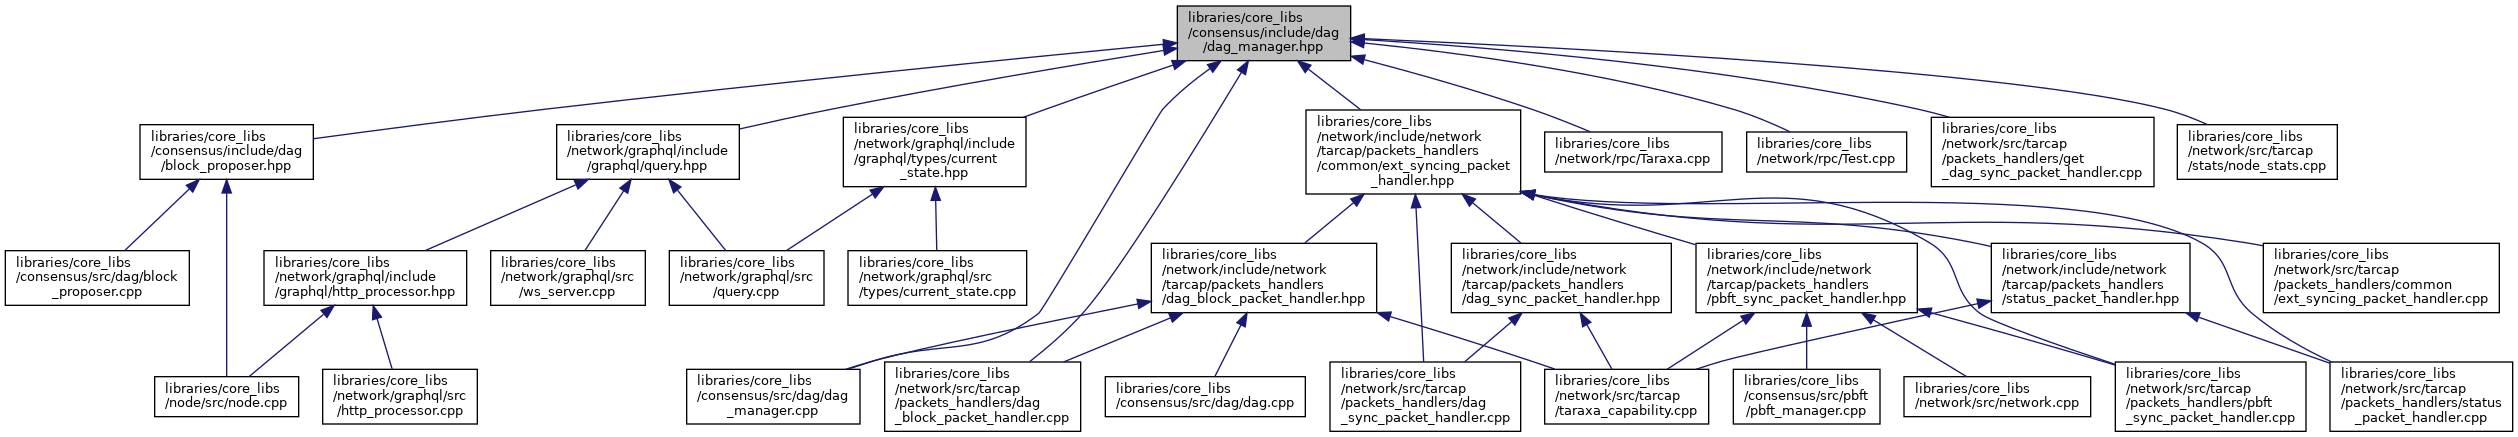 libraries/core_libs
/consensus/include/dag
/dag_manager.hpp
libraries/core_libs
/consensus/include/dag
/block_proposer.hpp
libraries/core_libs
/network/graphql/include
/graphql/query.hpp
libraries/core_libs
/network/graphql/include
/graphql/types/current
_state.hpp
libraries/core_libs
/network/include/network
/tarcap/packets_handlers
/common/ext_syncing_packet
_handler.hpp
libraries/core_libs
/network/rpc/Taraxa.cpp
libraries/core_libs
/network/rpc/Test.cpp
libraries/core_libs
/network/src/tarcap
/packets_handlers/get
_dag_sync_packet_handler.cpp
libraries/core_libs
/network/src/tarcap
/stats/node_stats.cpp
libraries/core_libs
/consensus/src/dag/block
_proposer.cpp
libraries/core_libs
/network/graphql/include
/graphql/http_processor.hpp
libraries/core_libs
/network/graphql/src
/ws_server.cpp
libraries/core_libs
/network/graphql/src
/query.cpp
libraries/core_libs
/network/graphql/src
/types/current_state.cpp
libraries/core_libs
/network/include/network
/tarcap/packets_handlers
/dag_block_packet_handler.hpp
libraries/core_libs
/network/include/network
/tarcap/packets_handlers
/dag_sync_packet_handler.hpp
libraries/core_libs
/network/include/network
/tarcap/packets_handlers
/pbft_sync_packet_handler.hpp
libraries/core_libs
/network/include/network
/tarcap/packets_handlers
/status_packet_handler.hpp
libraries/core_libs
/network/src/tarcap
/packets_handlers/common
/ext_syncing_packet_handler.cpp
libraries/core_libs
/node/src/node.cpp
libraries/core_libs
/network/graphql/src
/http_processor.cpp
libraries/core_libs
/consensus/src/dag/dag
_manager.cpp
libraries/core_libs
/network/src/tarcap
/packets_handlers/dag
_block_packet_handler.cpp
libraries/core_libs
/consensus/src/dag/dag.cpp
libraries/core_libs
/network/src/tarcap
/packets_handlers/dag
_sync_packet_handler.cpp
libraries/core_libs
/network/src/tarcap
/taraxa_capability.cpp
libraries/core_libs
/consensus/src/pbft
/pbft_manager.cpp
libraries/core_libs
/network/src/network.cpp
libraries/core_libs
/network/src/tarcap
/packets_handlers/pbft
_sync_packet_handler.cpp
libraries/core_libs
/network/src/tarcap
/packets_handlers/status
_packet_handler.cpp